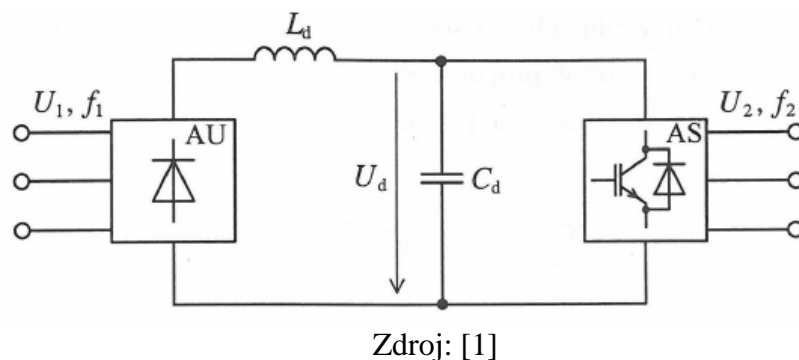 L_d
U_1, f_1
AU
U_d
C_d
AS
U_2, f_2
Zdroj: [1]